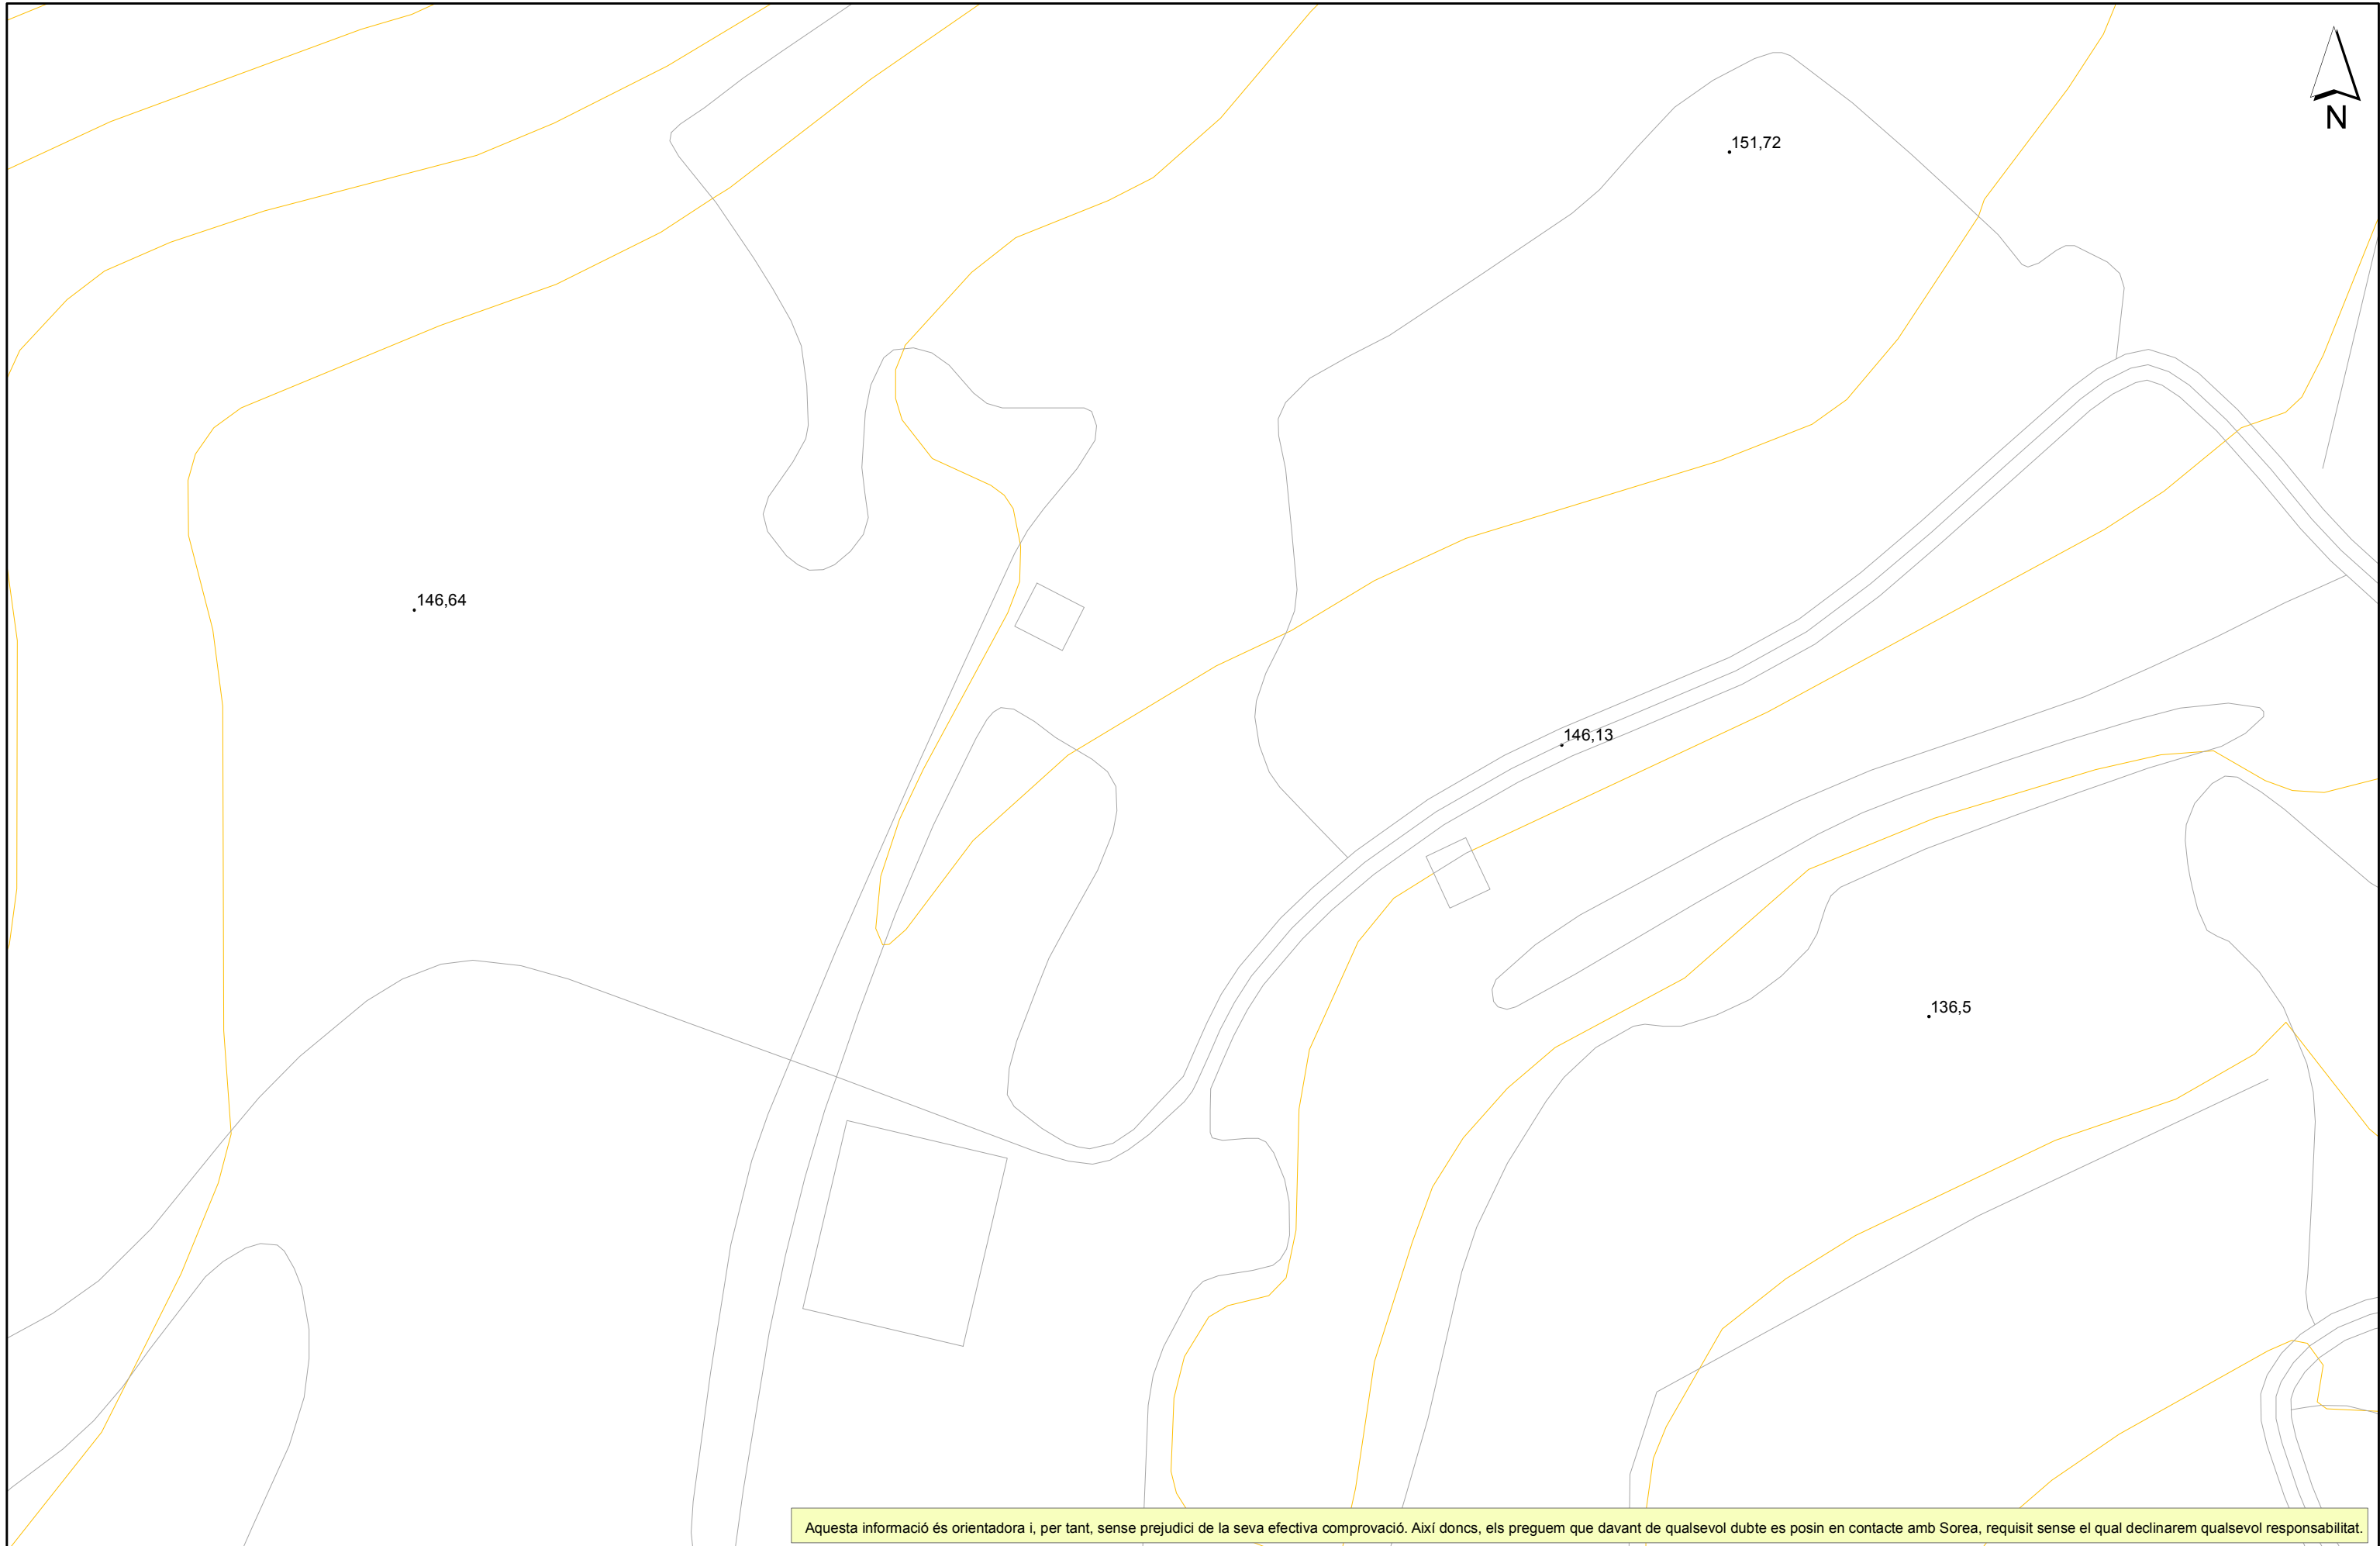 N
151,72
146,64
146,13
136,5
Aquesta informació és orientadora i, per tant, sense prejudici de la seva efectiva comprovació. Així doncs, els preguem que davant de qualsevol dubte es posin en contacte amb Sorea, requisit sense el qual declinarem qualsevol responsabilitat.